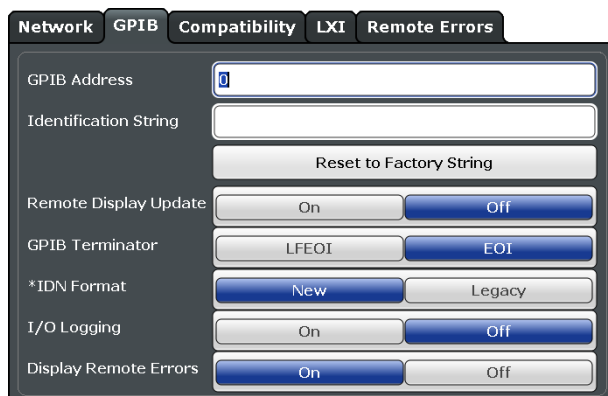 Network GPIB Compatibility LXI Remote Errors
GPIB Address 0
Identification String
Reset to Factory String
Remote Display Update On Off
GPIB Terminator LFEOI EOI
*IDN Format New Legacy
I/O Logging On Off
Display Remote Errors On Off